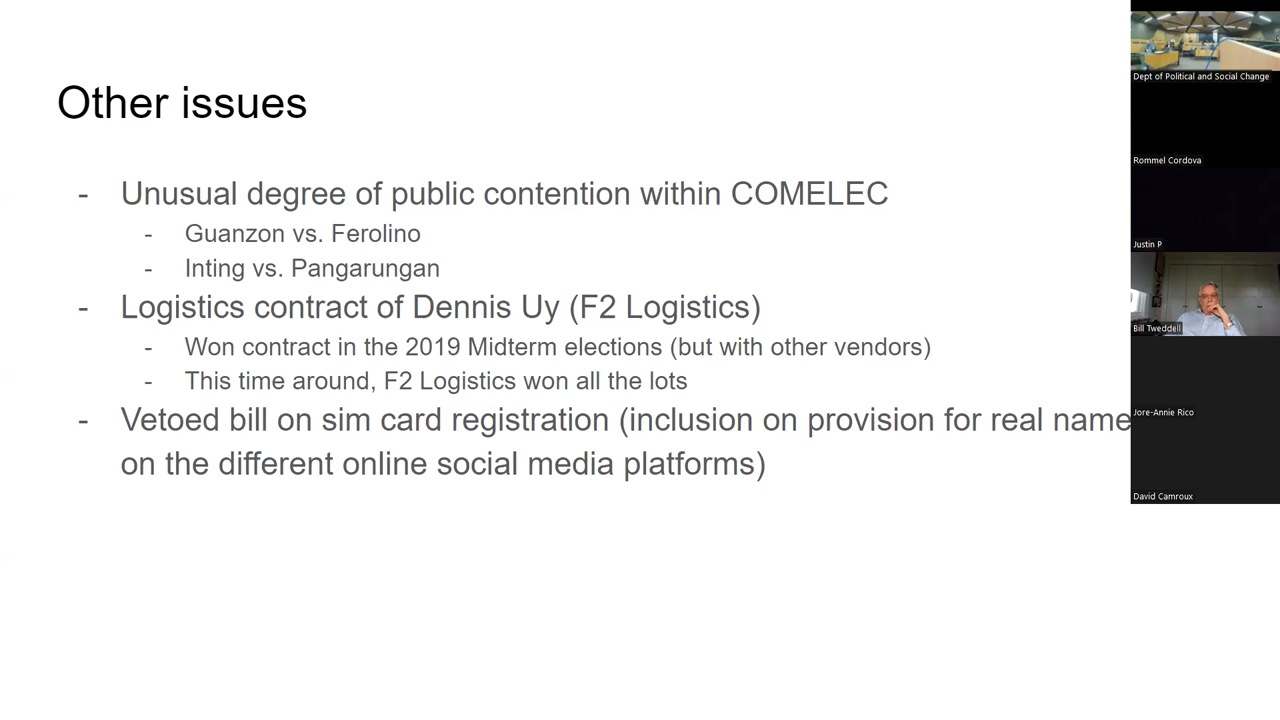 Other issues
- Unusual degree of public contention within COMELEC
- Guanzon vs. Ferolino
- Inting vs. Pangarungan
- Logistics contract of Dennis Uy (F2 Logistics)
- Won contract in the 2019 Midterm elections (but with other vendors)
- This time around, F2 Logistics won all the lots
- Vetoed bill on sim card registration (inclusion on provision for real name
on the different online social media platforms)
Dept of Political and Social Change
Rommel Cordova
Justin P
Bill Tweddell
Jore-Annie Rico
David Camroux